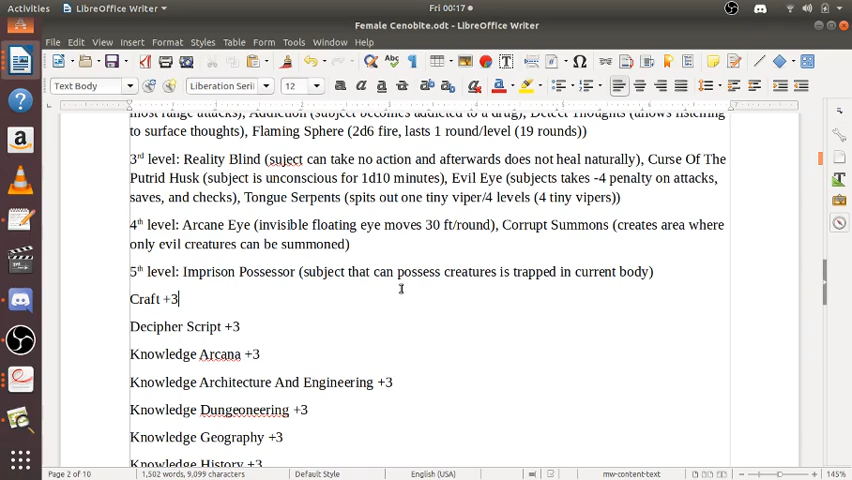 Activities
LibreOffice Writer
Fri 00:17
Female Cenobite.odt - LibreOffice Writer
File Edit View Insert Format Styles Table Form Tools Window Help
Text Body Liberation Seri 12
most range attacks), Addiction (subject becomes addicted to a drug), Detect Thoughts (allows listening
to surface thoughts), Flaming Sphere (2d6 fire, lasts 1 round/level (19 rounds))
3rd level: Reality Blind (suject can take no action and afterwards does not heal naturally), Curse Of The
Putrid Husk (subject is unconscious for 1d10 minutes), Evil Eye (subjects takes -4 penalty on attacks,
saves, and checks), Tongue Serpents (spits out one tiny viper/4 levels (4 tiny vipers))
4th level: Arcane Eye (invisible floating eye moves 30 ft/round), Corrupt Summons (creates area where
only evil creatures can be summoned)
5th level: Imprison Possessor (subject that can possess creatures is trapped in current body)
Craft +3
Decipher Script +3
Knowledge Arcana +3
Knowledge Architecture And Engineering +3
Knowledge Dungeoneering +3
Knowledge Geography +3
Knowledge History +3
Page 2 of 10 1,502 words, 9,099 characters Default Style English (USA) mw-content-text 145%